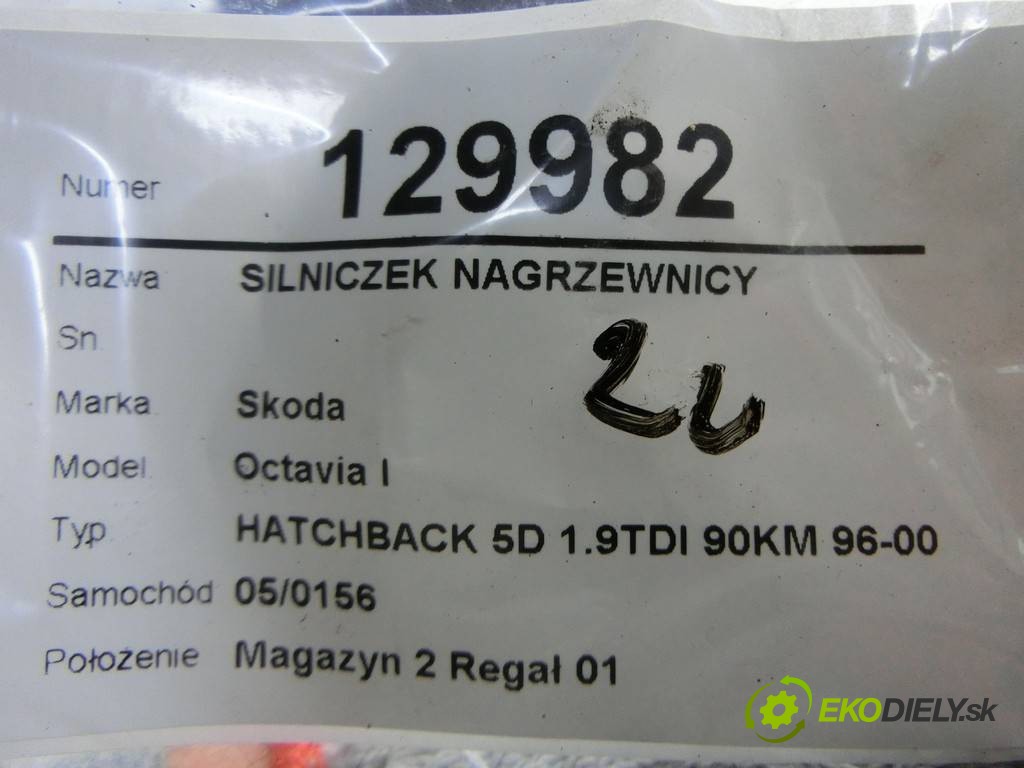 Numer 129982
Nazwa SILNICZEK NAGRZEWNICY
Sn
Marka Skoda
Model Octavia I
Typ HATCHBACK 5D 1.9TDI 90KM 96-00
Samochód 05/0156
Położenie Magazyn 2 Regał 01
EKODIELY.sk